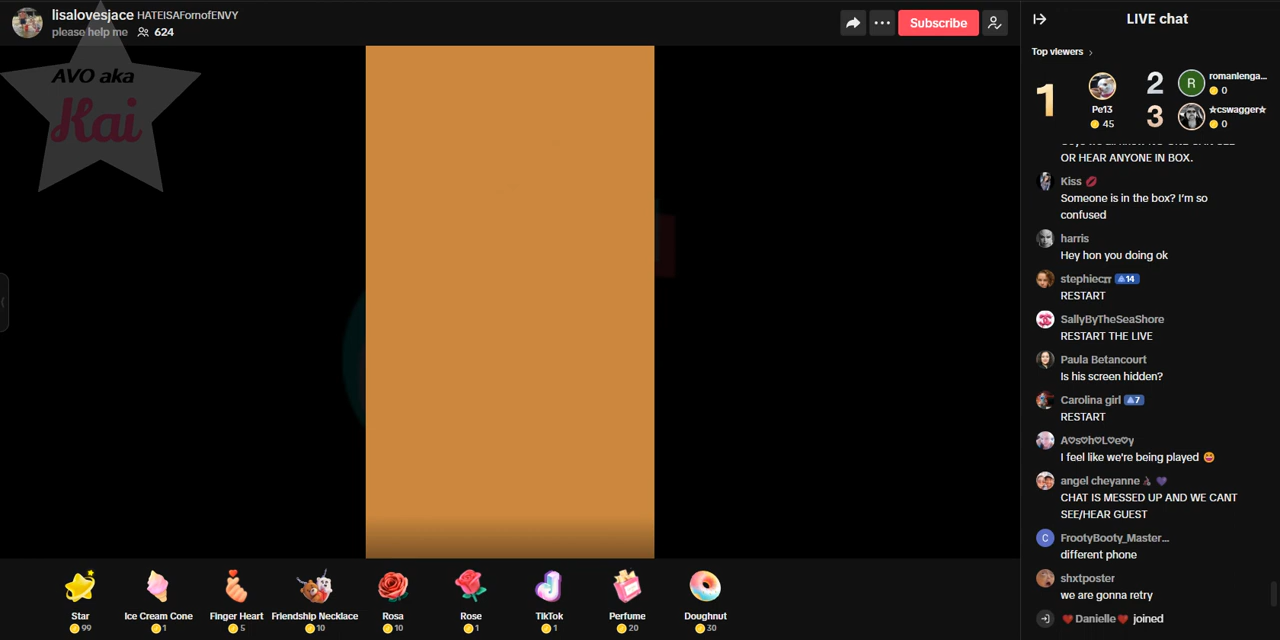 lisalovesjace HATEISAFormofENVY
please help me 624
Subscribe
AVO aka
Kai
LIVE chat
Top viewers
1
Pe13
45
2
R
romanlenga...
0
3
☆cswagger☆
0
OR HEAR ANYONE IN BOX.
Kiss 💋
Someone is in the box? I'm so
confused
harris
Hey hon you doing ok
14
RESTART
SallyByTheSeaShore
RESTART THE LIVE
Paula Betancourt
Is his screen hidden?
Carolina girl 7
RESTART
A♡s♡h♡L♡e♡y
I feel like we're being played 😆
angel cheyanne
CHAT IS MESSED UP AND WE CANT
SEE/HEAR GUEST
C
FrootyBooty_Master...
different phone
shxtposter
we are gonna retry
❤️Danielle❤️ joined
Star
99
Ice Cream Cone
1
Finger Heart
5
Friendship Necklace
10
Rosa
10
Rose
1
TikTok
1
Perfume
20
Doughnut
30